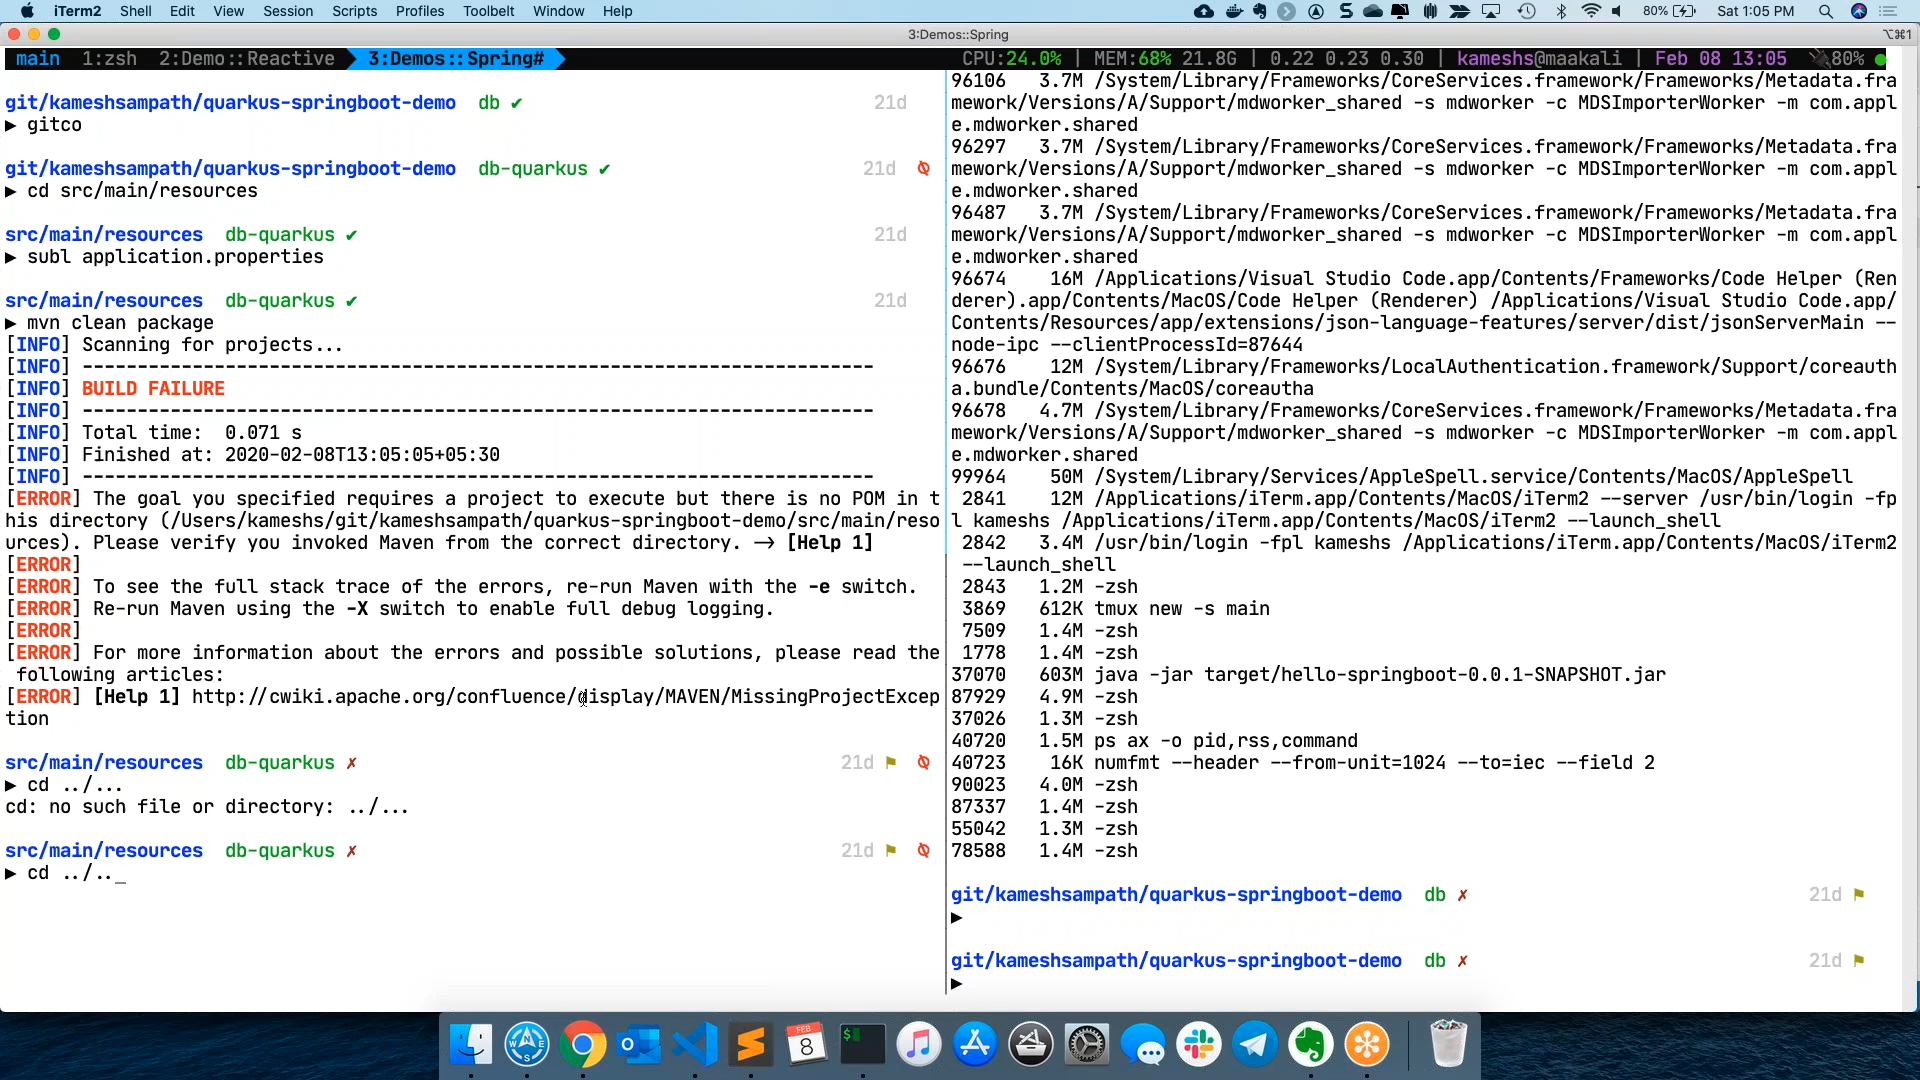 iTerm2 Shell Edit View Session Scripts Profiles Toolbelt Window Help 80% Sat 1:05 PM
3:Demos::Spring ⌥⌘1
main 1:zsh 2:Demo::Reactive 3:Demos::Spring# CPU:24.0% | MEM:68% 21.8G | 0.22 0.23 0.30 | kameshs@maakali | Feb 08 13:05 80%
git/kameshsampath/quarkus-springboot-demo db ✔ 21d
▶ gitco
git/kameshsampath/quarkus-springboot-demo db-quarkus ✔ 21d
▶ cd src/main/resources
src/main/resources db-quarkus ✔ 21d
▶ subl application.properties
src/main/resources db-quarkus ✔ 21d
▶ mvn clean package
[INFO] Scanning for projects...
[INFO] ------------------------------------------------------------------------
[INFO] BUILD FAILURE
[INFO] ------------------------------------------------------------------------
[INFO] Total time:  0.071 s
[INFO] Finished at: 2020-02-08T13:05:05+05:30
[INFO] ------------------------------------------------------------------------
[ERROR] The goal you specified requires a project to execute but there is no POM in t
his directory (/Users/kameshs/git/kameshsampath/quarkus-springboot-demo/src/main/reso
urces). Please verify you invoked Maven from the correct directory. -> [Help 1]
[ERROR]
[ERROR] To see the full stack trace of the errors, re-run Maven with the -e switch.
[ERROR] Re-run Maven using the -X switch to enable full debug logging.
[ERROR]
[ERROR] For more information about the errors and possible solutions, please read the
following articles:
[ERROR] [Help 1] http://cwiki.apache.org/confluence/display/MAVEN/MissingProjectExcep
tion
src/main/resources db-quarkus ✗ 21d
▶ cd ../...
cd: no such file or directory: ../...
src/main/resources db-quarkus ✗ 21d
▶ cd ../.._
96106 3.7M /System/Library/Frameworks/CoreServices.framework/Frameworks/Metadata.fra
mework/Versions/A/Support/mdworker_shared -s mdworker -c MDSImporterWorker -m com.appl
e.mdworker.shared
96297 3.7M /System/Library/Frameworks/CoreServices.framework/Frameworks/Metadata.fra
mework/Versions/A/Support/mdworker_shared -s mdworker -c MDSImporterWorker -m com.appl
e.mdworker.shared
96487 3.7M /System/Library/Frameworks/CoreServices.framework/Frameworks/Metadata.fra
mework/Versions/A/Support/mdworker_shared -s mdworker -c MDSImporterWorker -m com.appl
e.mdworker.shared
96674 16M /Applications/Visual Studio Code.app/Contents/Frameworks/Code Helper (Ren
derer).app/Contents/MacOS/Code Helper (Renderer) /Applications/Visual Studio Code.app/
Contents/Resources/app/extensions/json-language-features/server/dist/jsonServerMain --
node-ipc --clientProcessId=87644
96676 12M /System/Library/Frameworks/LocalAuthentication.framework/Support/coreauth
a.bundle/Contents/MacOS/coreautha
96678 4.7M /System/Library/Frameworks/CoreServices.framework/Frameworks/Metadata.fra
mework/Versions/A/Support/mdworker_shared -s mdworker -c MDSImporterWorker -m com.appl
e.mdworker.shared
99964 50M /System/Library/Services/AppleSpell.service/Contents/MacOS/AppleSpell
2841 12M /Applications/iTerm.app/Contents/MacOS/iTerm2 --server /usr/bin/login -fp
l kameshs /Applications/iTerm.app/Contents/MacOS/iTerm2 --launch_shell
2842 3.4M /usr/bin/login -fpl kameshs /Applications/iTerm.app/Contents/MacOS/iTerm2
--launch_shell
2843 1.2M -zsh
3869 612K tmux new -s main
7509 1.4M -zsh
1778 1.4M -zsh
37070 603M java -jar target/hello-springboot-0.0.1-SNAPSHOT.jar
87929 4.9M -zsh
37026 1.3M -zsh
40720 1.5M ps ax -o pid,rss,command
40723 16K numfmt --header --from-unit=1024 --to=iec --field 2
90023 4.0M -zsh
87337 1.4M -zsh
55042 1.3M -zsh
78588 1.4M -zsh
git/kameshsampath/quarkus-springboot-demo db ✗ 21d
▶
git/kameshsampath/quarkus-springboot-demo db ✗ 21d
▶
FEB
8